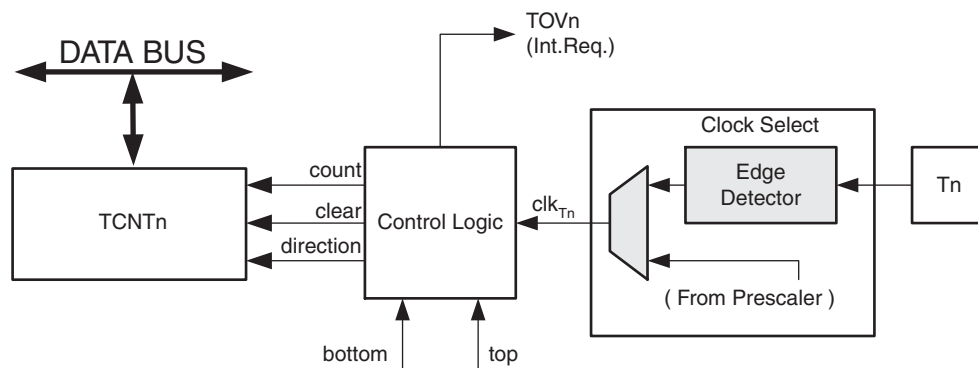 TOVn
(Int.Req.)
DATA BUS
Clock Select
count
Edge
Detector
Tn
TCNTn
clear
Control Logic
clkTn
direction
( From Prescaler )
bottom
top